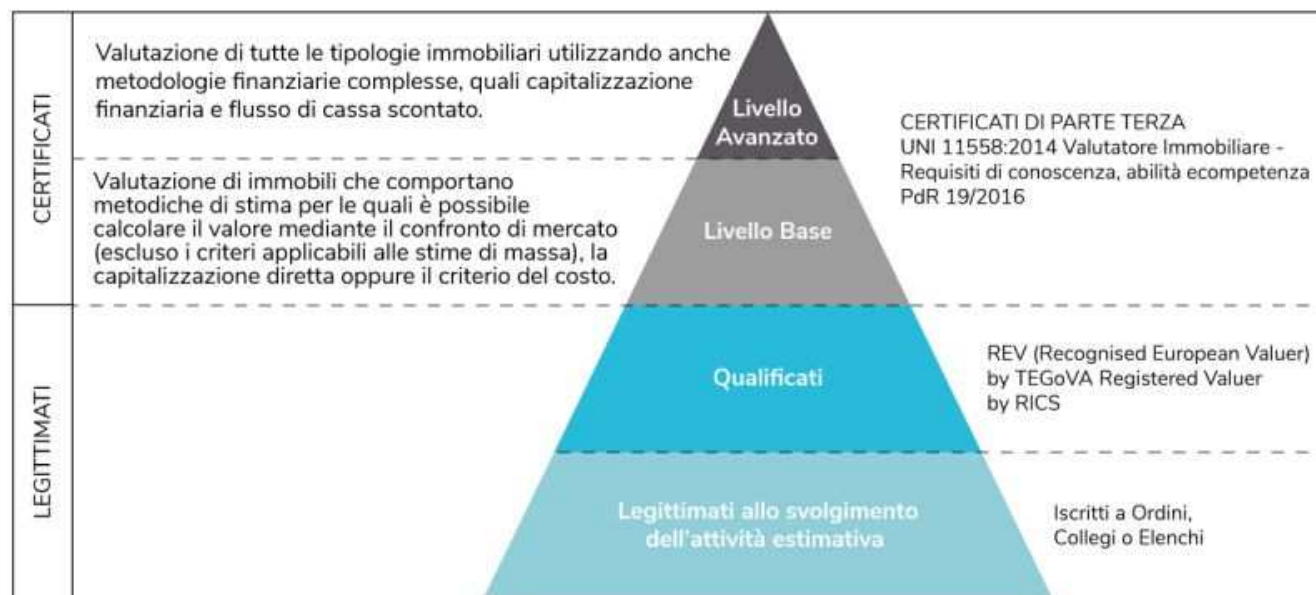 CERTIFICATI
Valutazione di tutte le tipologie immobiliari utilizzando anche
metodologie finanziarie complesse, quali capitalizzazione
finanziaria e flusso di cassa scontato.
Livello
Avanzato
CERTIFICATI DI PARTE TERZA
UNI 11558:2014 Valutatore Immobiliare -
Requisiti di conoscenza, abilità ecompetenza
PdR 19/2016
Valutazione di immobili che comportano
metodiche di stima per le quali è possibile
calcolare il valore mediante il confronto di mercato
(escluso i criteri applicabili alle stime di massa), la
capitalizzazione diretta oppure il criterio del costo.
Livello Base
LEGITTIMATI
Qualificati
REV (Recognised European Valuer)
by TEGoVA Registered Valuer
by RICS
Legittimati allo svolgimento
dell'attività estimativa
Iscritti a Ordini,
Collegi o Elenchi